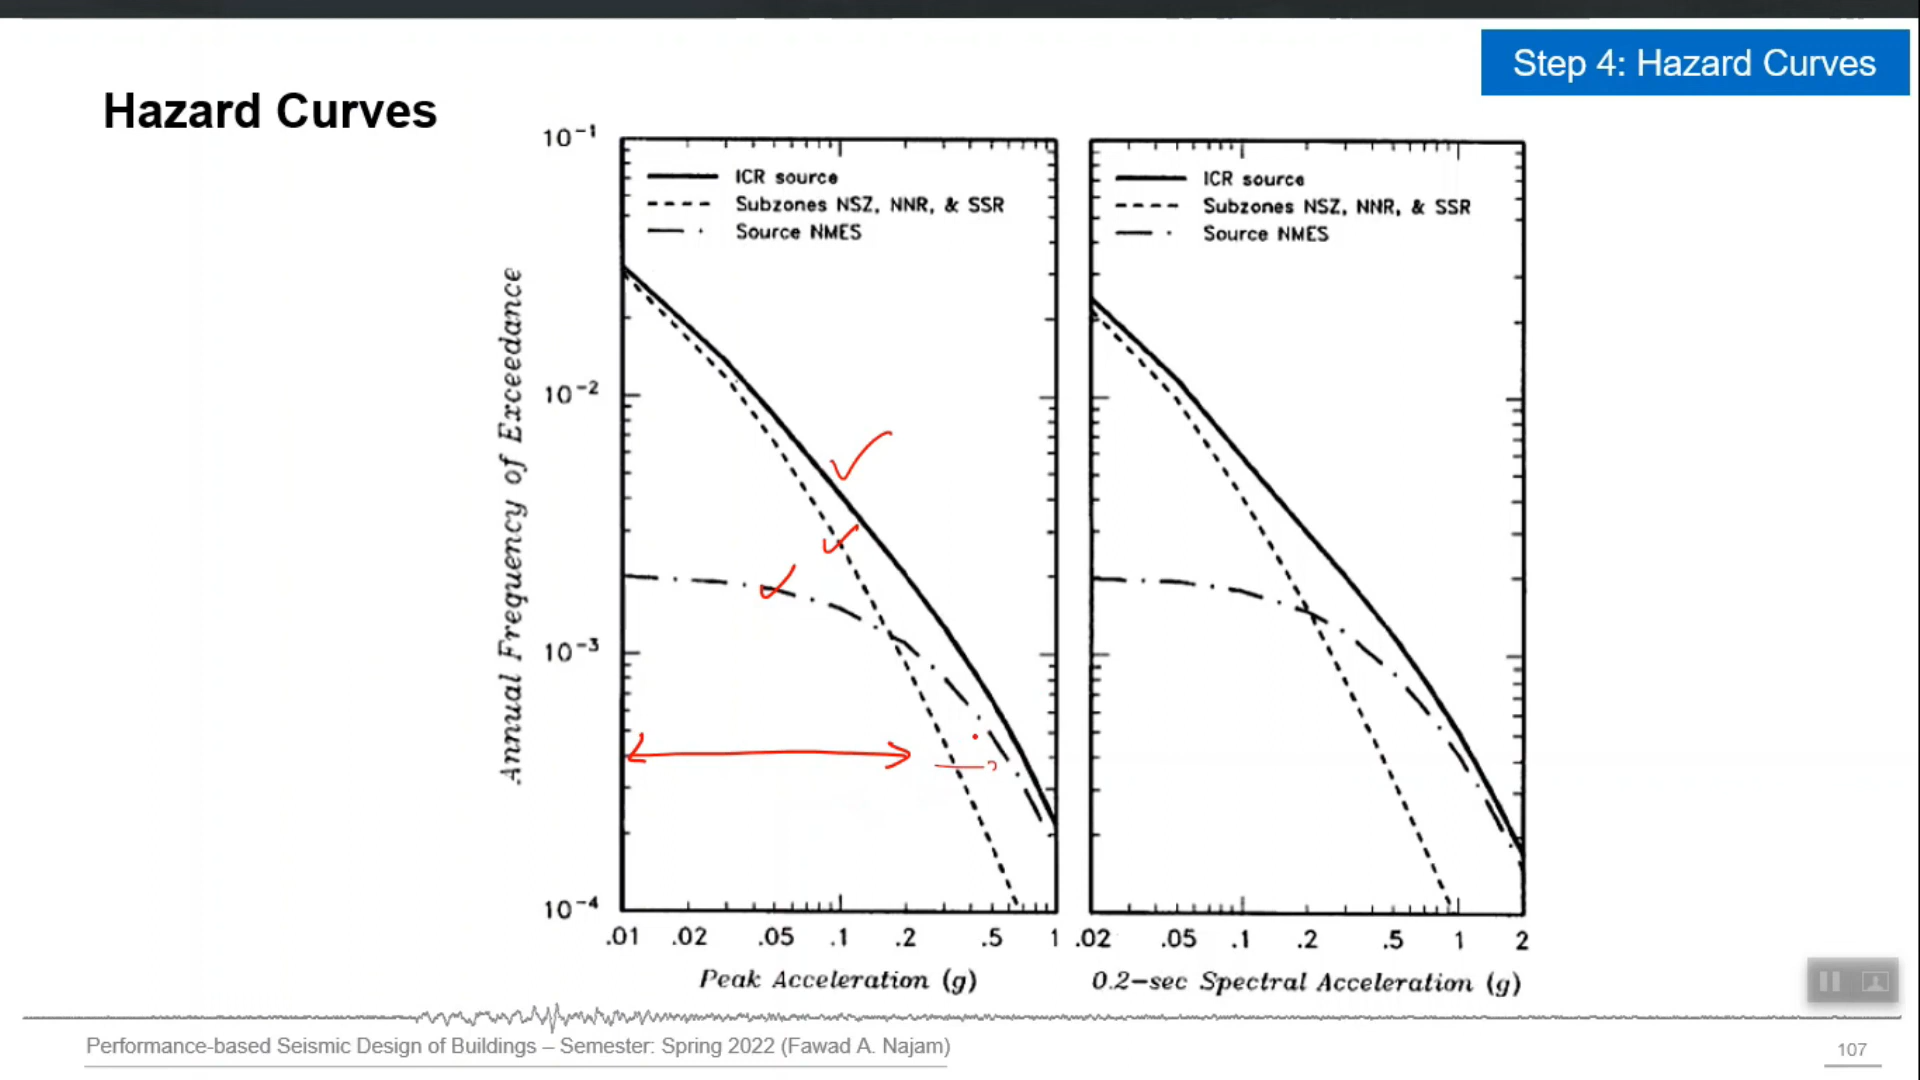 Step 4: Hazard Curves
Hazard Curves
ICR source
Subzones NSZ, NNR, & SSR
Source NMES
ICR source
Subzones NSZ, NNR, & SSR
Source NMES
Annual Frequency of Exceedance
10⁻¹
10⁻²
10⁻³
10⁻⁴
.01 .02 .05 .1 .2 .5 1
.02 .05 .1 .2 .5 1 2
Peak Acceleration (g)
0.2-sec Spectral Acceleration (g)
Performance-based Seismic Design of Buildings – Semester: Spring 2022 (Fawad A. Najam)
107